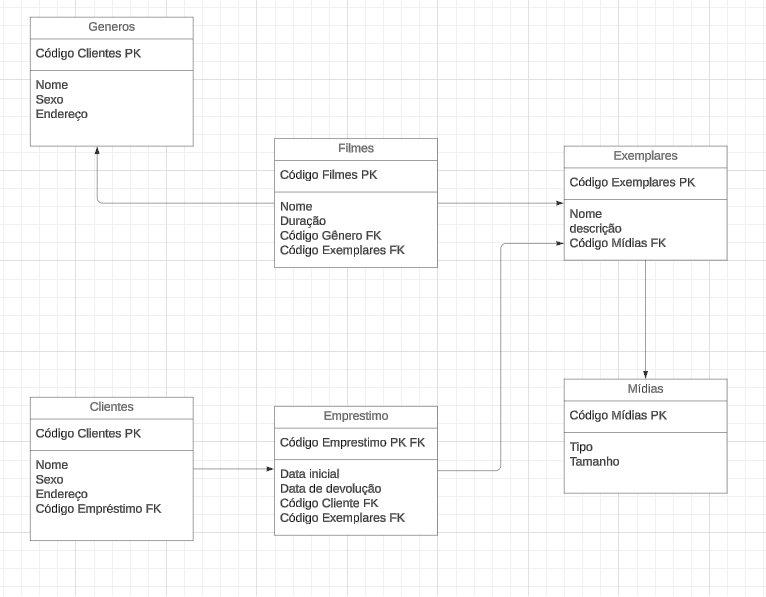 Generos
Código Clientes PK
Nome
Sexo
Endereço
Filmes
Código Filmes PK
Nome
Duração
Código Gênero FK
Código Exemplares FK
Exemplares
Código Exemplares PK
Nome
descrição
Código Mídias FK
Clientes
Código Clientes PK
Nome
Sexo
Endereço
Código Empréstimo FK
Emprestimo
Código Emprestimo PK FK
Data inicial
Data de devolução
Código Cliente FK
Código Exemplares FK
Mídias
Código Mídias PK
Tipo
Tamanho